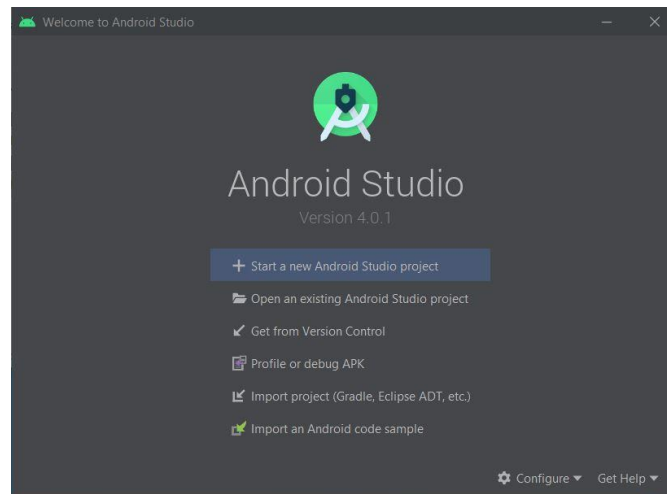 Welcome to Android Studio
Android Studio
Version 4.0.1
Start a new Android Studio project
Open an existing Android Studio project
Get from Version Control
Profile or debug APK
Import project (Gradle, Eclipse ADT, etc.)
Import an Android code sample
Configure Get Help